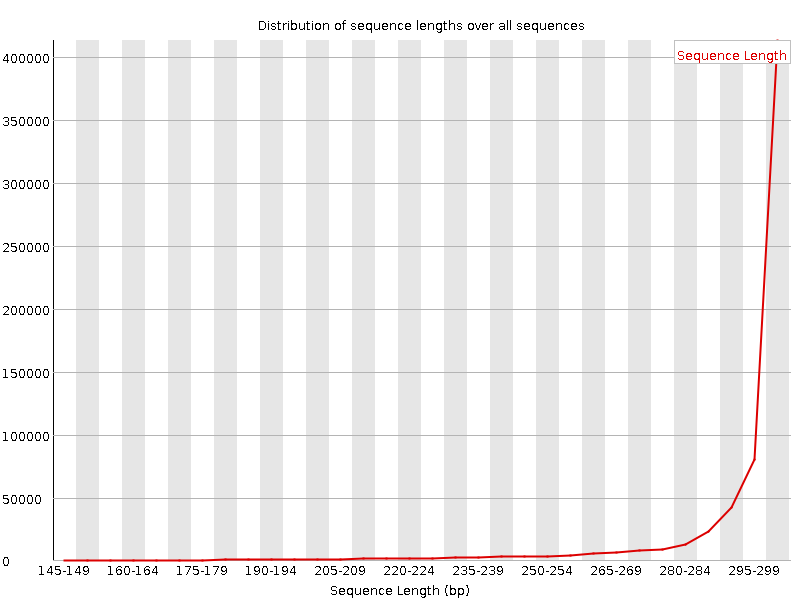 Distribution of sequence lengths over all sequences
Sequence Length
400000
350000
300000
250000
200000
150000
100000
50000
0
145-149 160-164 175-179 190-194 205-209 220-224 235-239 250-254 265-269 280-284 295-299
Sequence Length (bp)